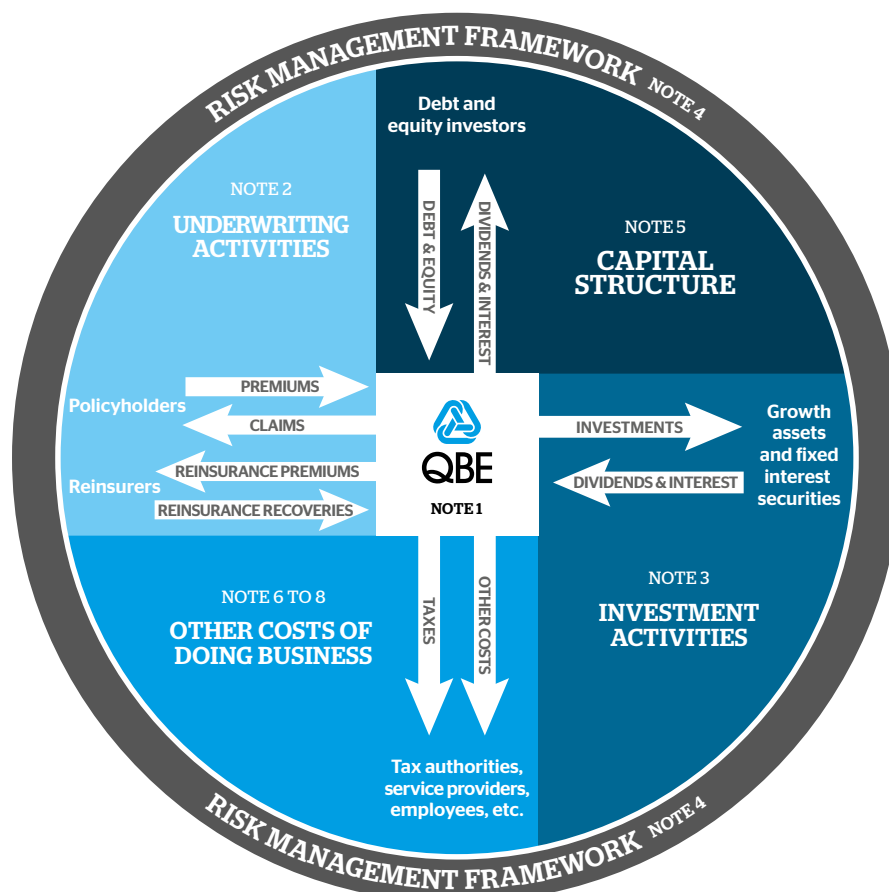 RISK MANAGEMENT FRAMEWORK NOTE 4
Debt and
equity investors
NOTE 2
UNDERWRITING
ACTIVITIES
DEBT & EQUITY
DIVIDENDS & INTEREST
NOTE 5
CAPITAL
STRUCTURE
Policyholders
PREMIUMS
CLAIMS
Reinsurers
REINSURANCE PREMIUMS
REINSURANCE RECOVERIES
QBE
NOTE 1
INVESTMENTS
DIVIDENDS & INTEREST
Growth
assets
and fixed
interest
securities
NOTE 6 TO 8
OTHER COSTS OF
DOING BUSINESS
TAXES
OTHER COSTS
NOTE 3
INVESTMENT
ACTIVITIES
Tax authorities,
service providers,
employees, etc.
RISK MANAGEMENT FRAMEWORK NOTE 4